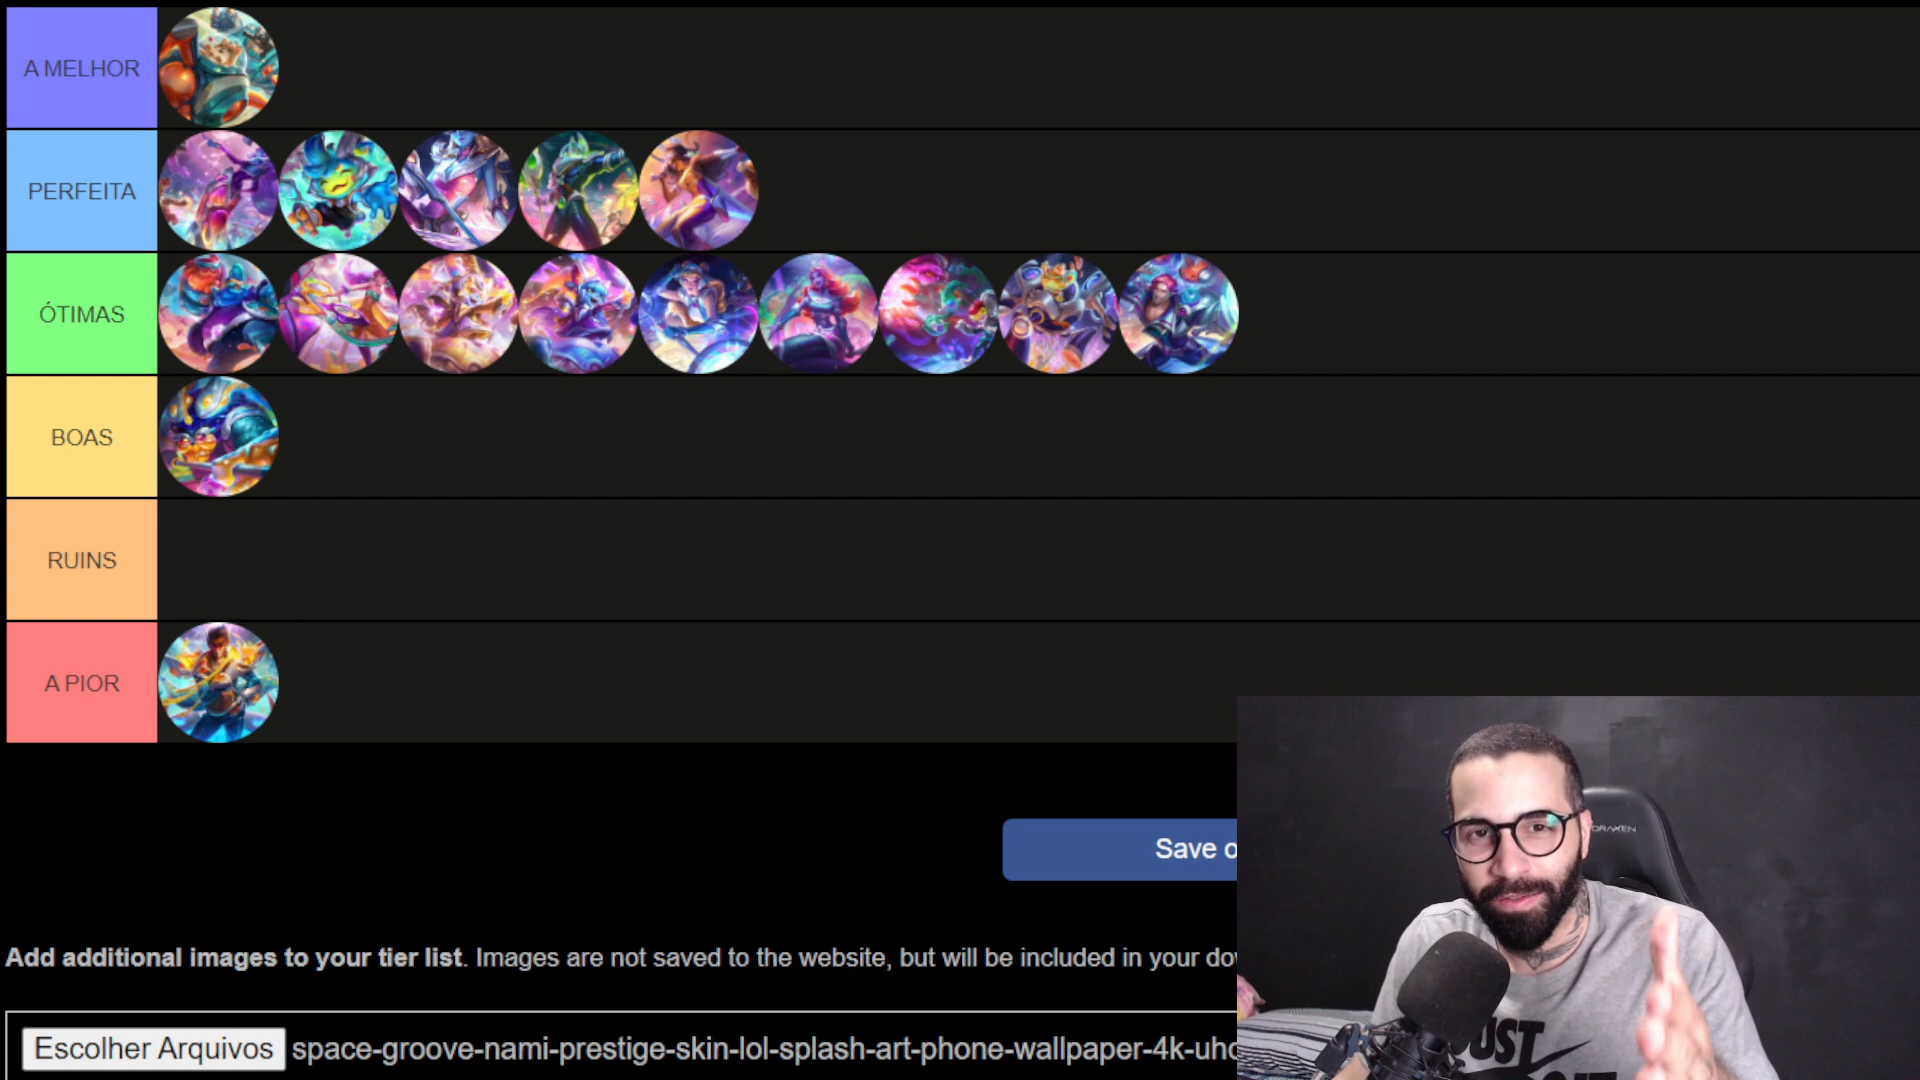 A MELHOR
PERFEITA
ÓTIMAS
BOAS
RUINS
A PIOR
Save o
Add additional images to your tier list. Images are not saved to the website, but will be included in your do
Escolher Arquivos space-groove-nami-prestige-skin-lol-splash-art-phone-wallpaper-4k-uhd
DRAXEN
JUST